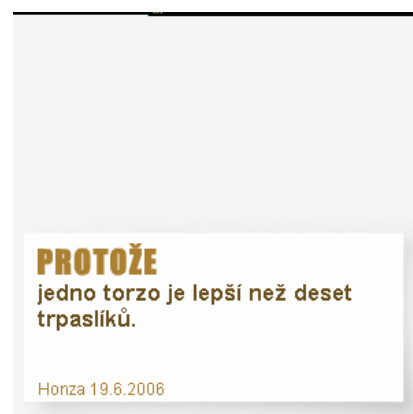 PROTOŽE
jedno torzo je lepší než deset
trpaslíků.
Honza 19.6.2006